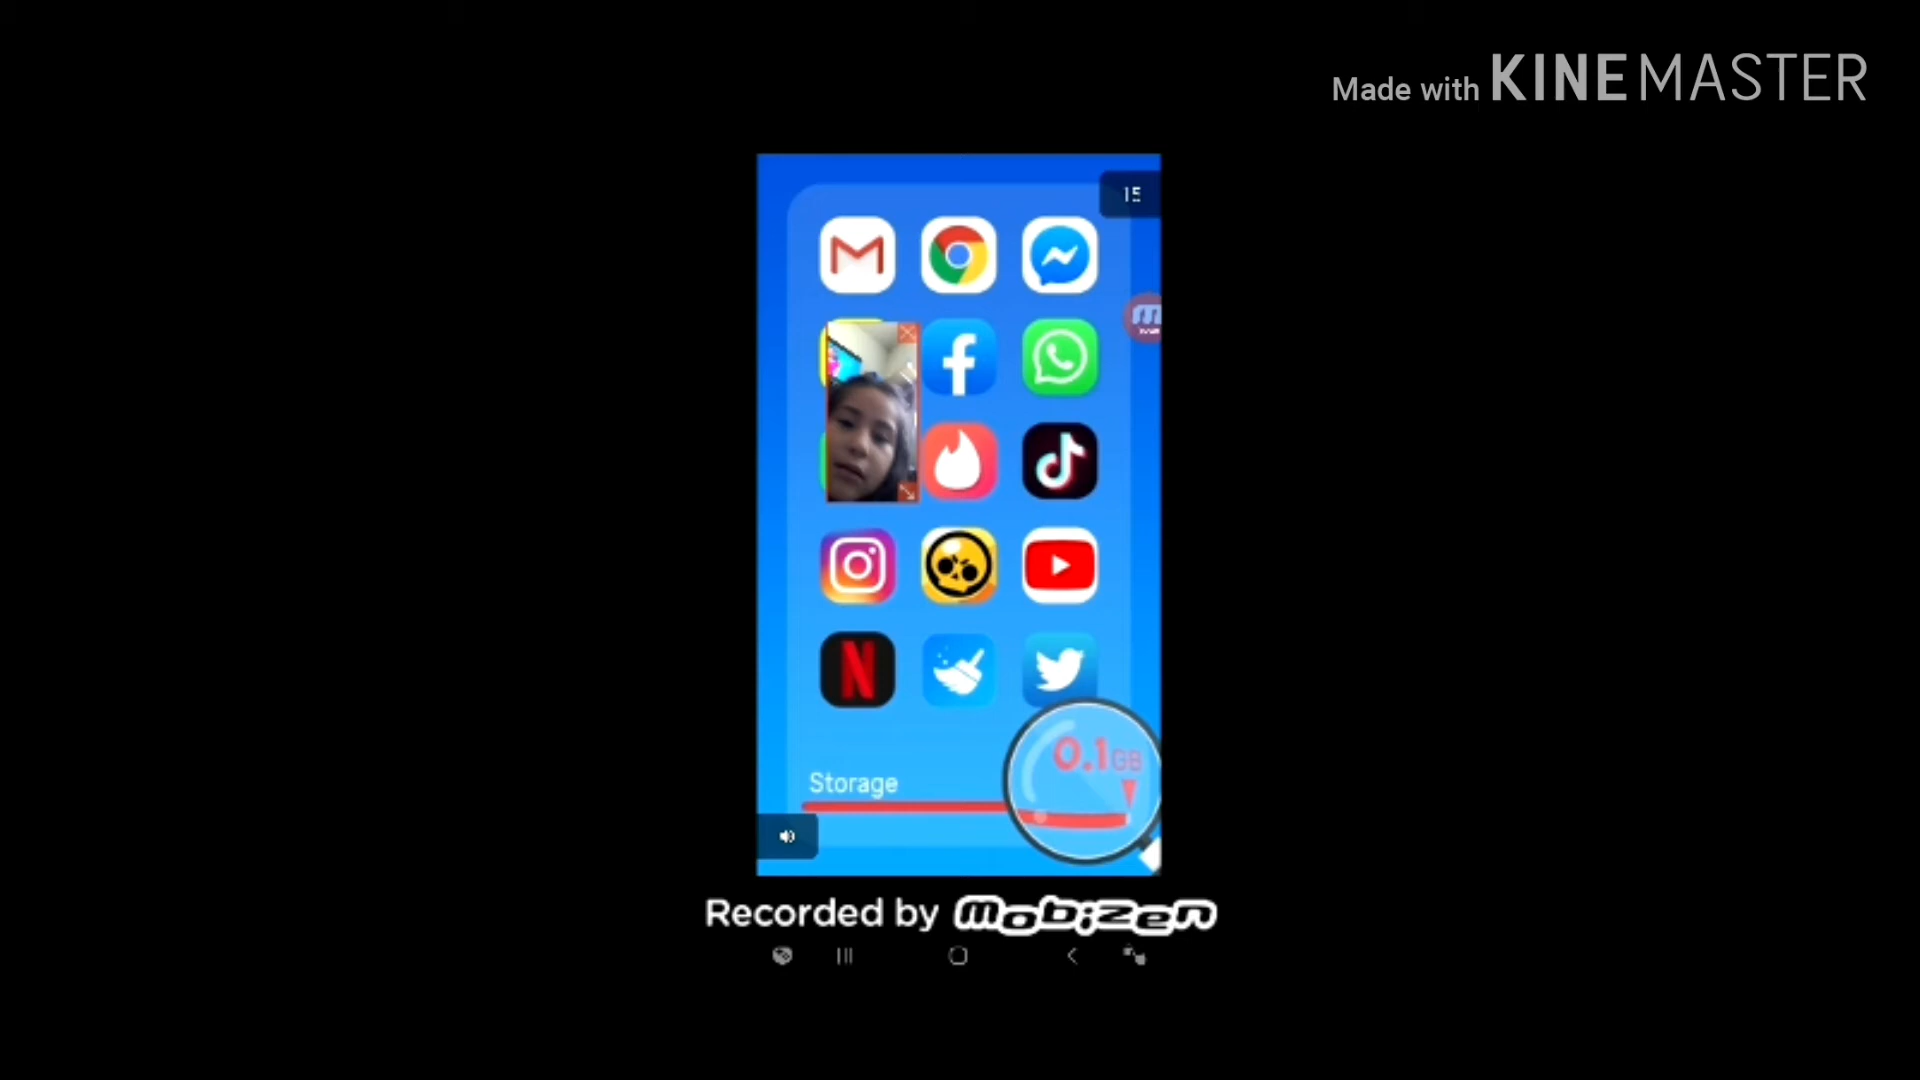 Made with KINEMASTER
15
0.1GB
Storage
Recorded by mobizen